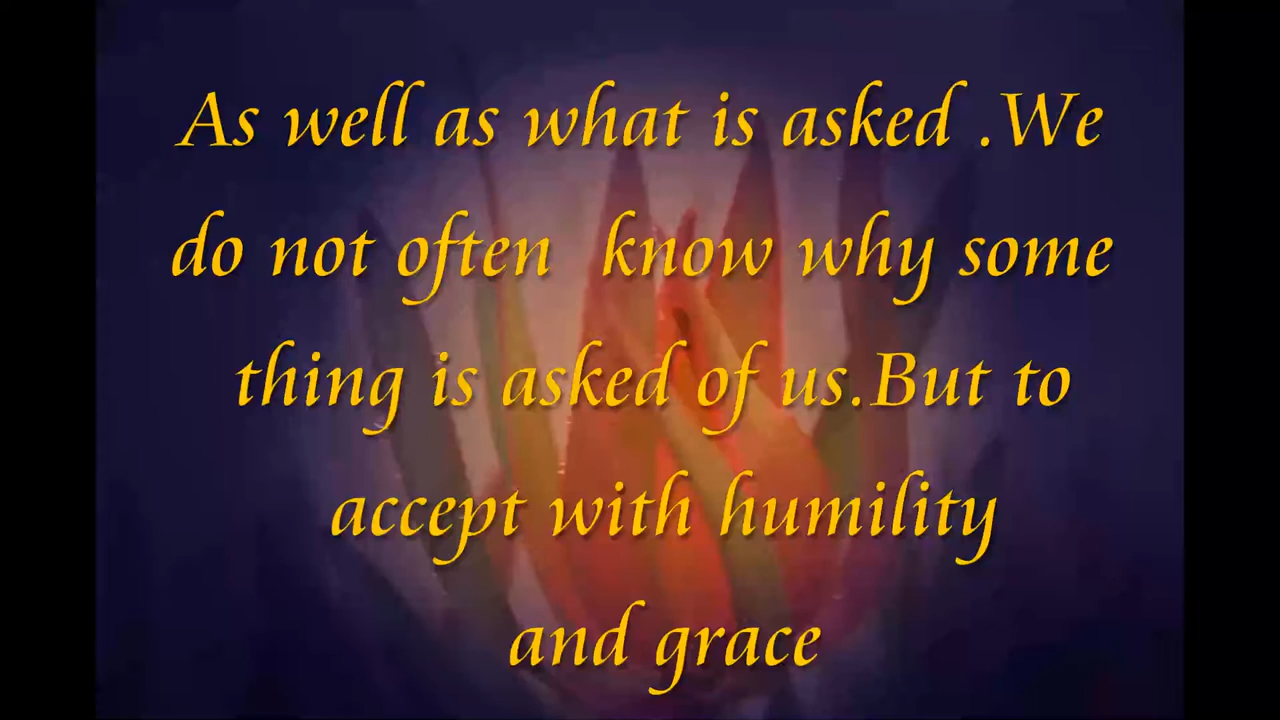 As well as what is asked .We
do not often  know why some
thing is asked of us.But to
accept with humility
and grace